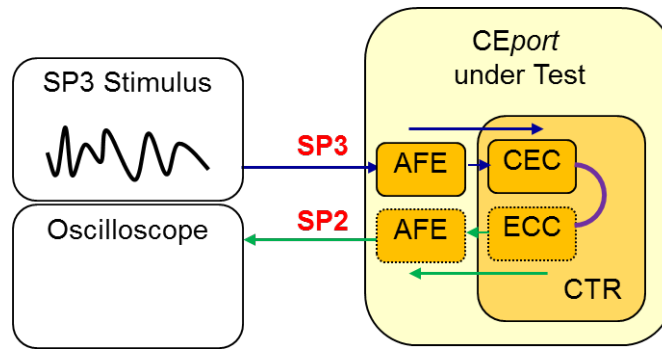 CEport
under Test
SP3 Stimulus
SP3
AFE
CEC
SP2
AFE
ECC
Oscilloscope
CTR